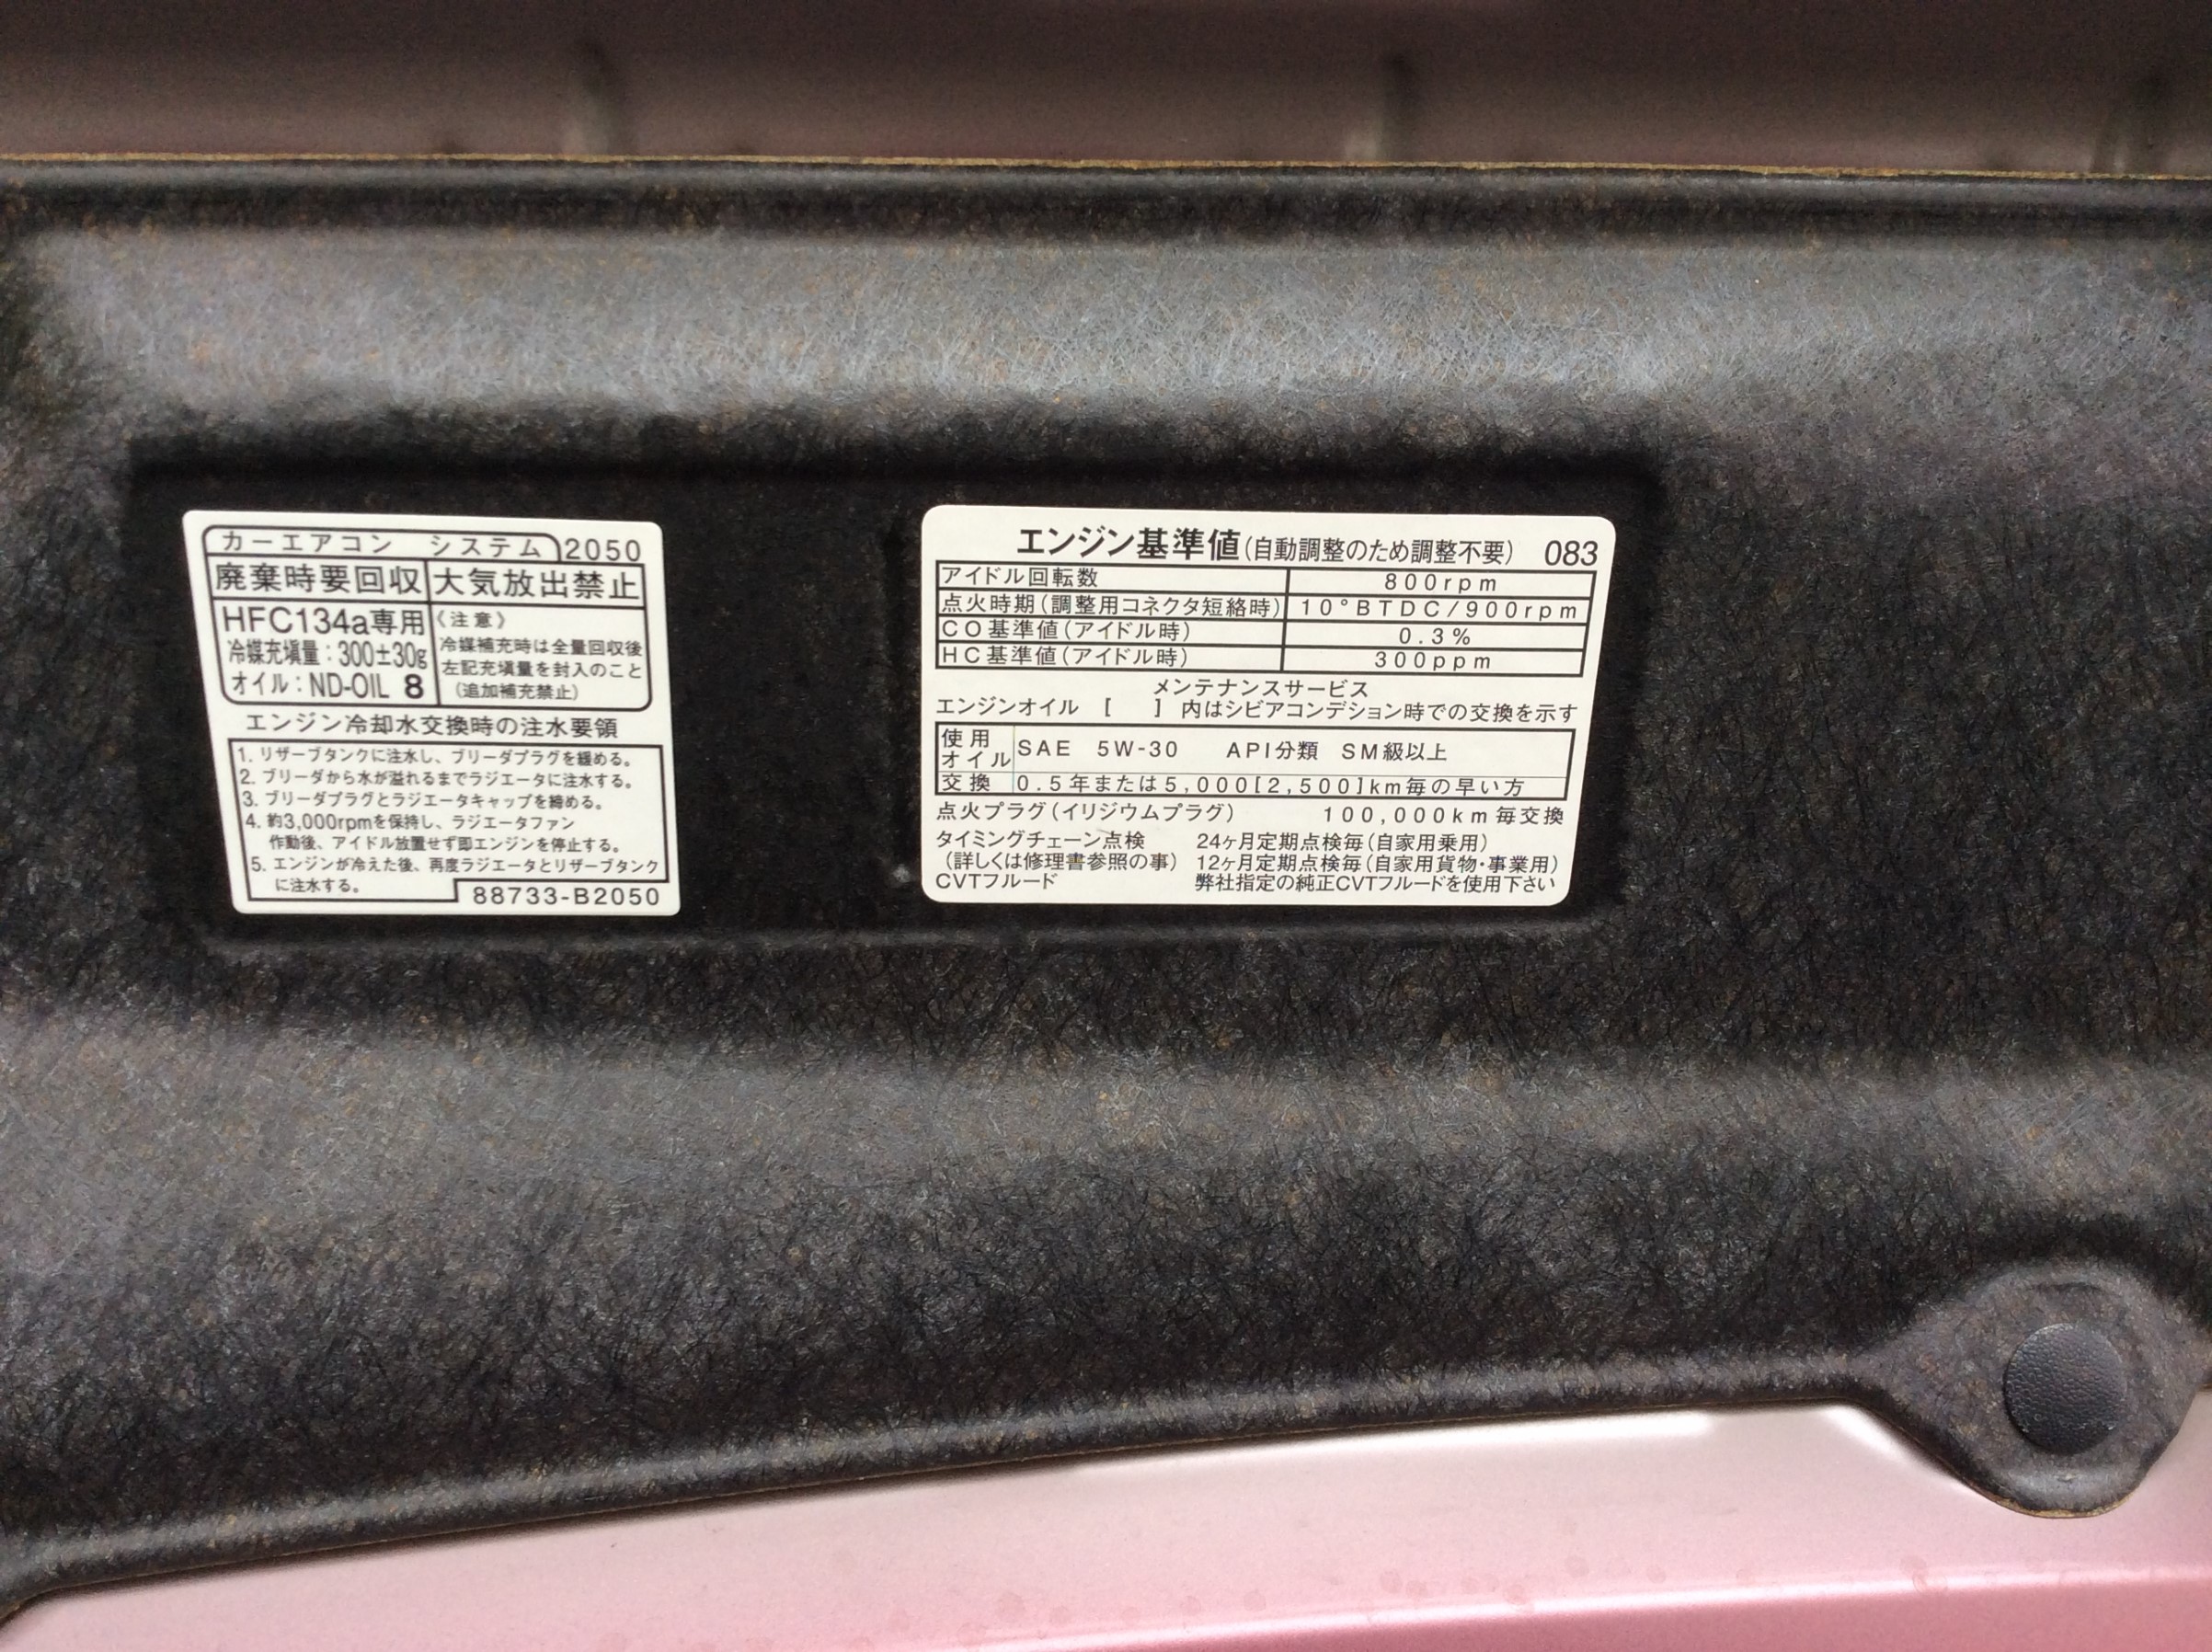 カーエアコン システム 2050
廃棄時要回収 大気放出禁止
HFC134a専用
冷媒充填量:300±30g
オイル:ND-OIL 8
〈注意〉
冷媒補充時は全量回収後
左記充填量を封入のこと
(追加補充禁止)
エンジン冷却水交換時の注水要領
1. リザーブタンクに注水し、ブリーダプラグを緩める。
2. ブリーダから水が溢れるまでラジエータに注水する。
3. ブリーダプラグとラジエータキャップを締める。
4. 約3,000rpmを保持し、ラジエータファン
作動後、アイドル放置せず即エンジンを停止する。
5. エンジンが冷えた後、再度ラジエータとリザーブタンク
に注水する。
88733-B2050
エンジン基準値(自動調整のため調整不要) 083
アイドル回転数 800rpm
点火時期(調整用コネクタ短絡時) 10°BTDC/900rpm
CO基準値(アイドル時) 0.3%
HC基準値(アイドル時) 300ppm
メンテナンスサービス
エンジンオイル [ ] 内はシビアコンデション時での交換を示す
使用オイル SAE 5W-30 API分類 SM級以上
交換 0.5年または5,000[2,500]km毎の早い方
点火プラグ(イリジウムプラグ) 100,000km毎交換
タイミングチェーン点検 24ヶ月定期点検毎(自家用乗用)
(詳しくは修理書参照の事) 12ヶ月定期点検毎(自家用貨物・事業用)
CVTフルード 弊社指定の純正CVTフルードを使用下さい